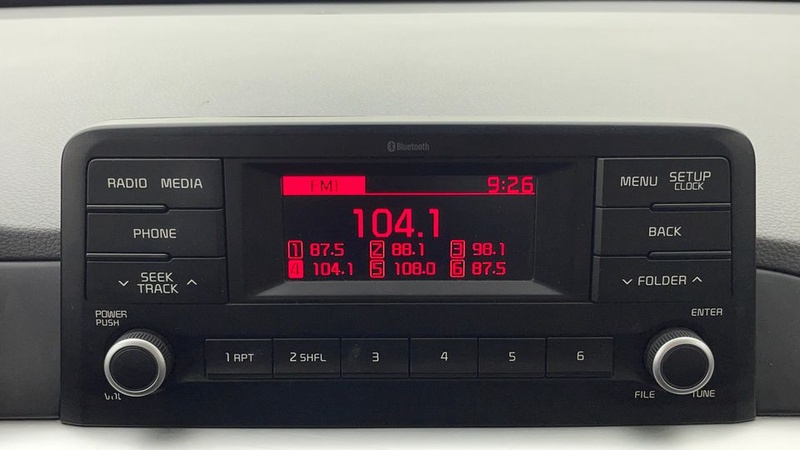 Bluetooth
RADIO MEDIA
PHONE
SEEK
TRACK
FM1 9:26
104.1
1 87.5 2 88.1 3 98.1
4 104.1 5 108.0 6 87.5
MENU SETUP
CLOCK
BACK
FOLDER
POWER
PUSH
VOL
1 RPT 2 SHFL 3 4 5 6
ENTER
FILE TUNE